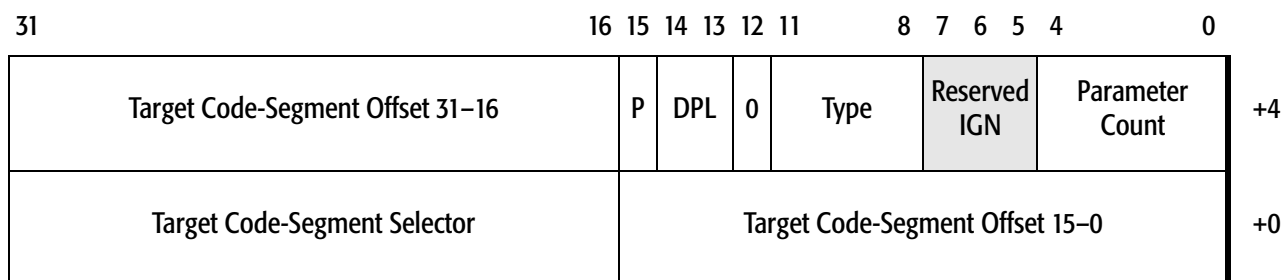 31 16 15 14 13 12 11 8 7 6 5 4 0
Target Code-Segment Offset 31–16 P DPL 0 Type Reserved IGN Parameter Count +4
Target Code-Segment Selector Target Code-Segment Offset 15–0 +0